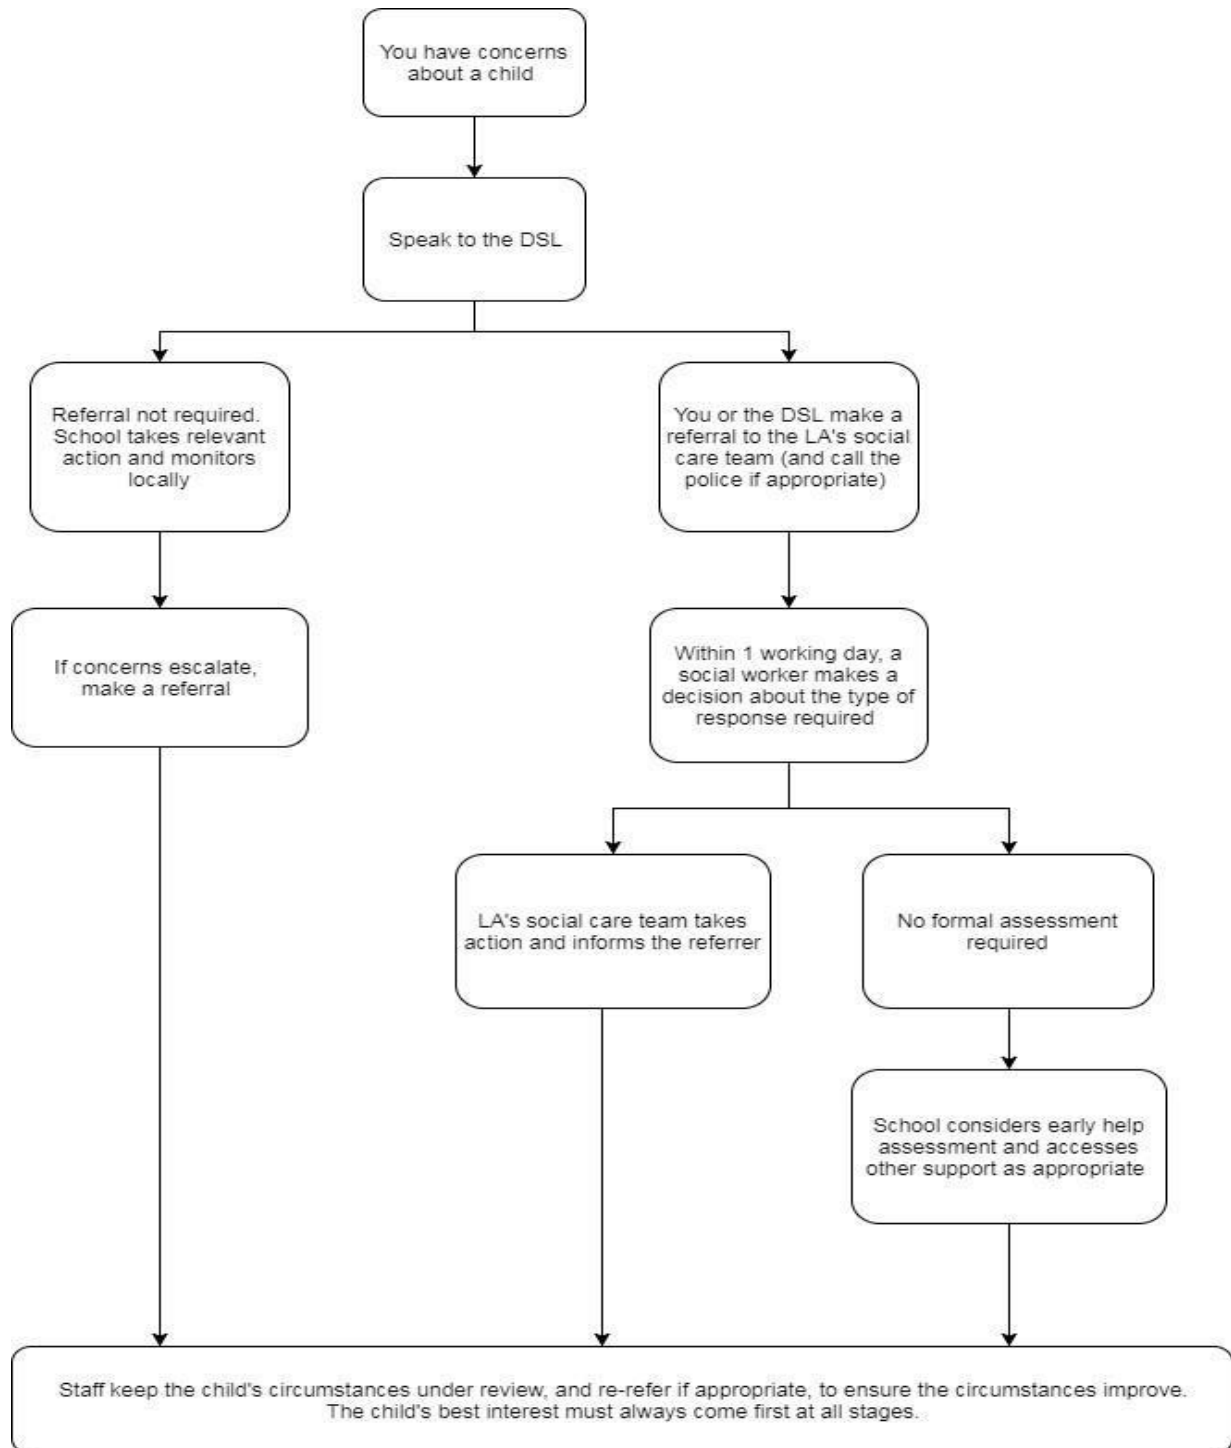 You have concerns
about a child
Speak to the DSL
Referral not required.
School takes relevant
action and monitors
locally
You or the DSL make a
referral to the LA's social
care team (and call the
police if appropriate)
If concerns escalate,
make a referral
Within 1 working day, a
social worker makes a
decision about the type of
response required
LA's social care team takes
action and informs the referrer
No formal assessment
required
School considers early help
assessment and accesses
other support as appropriate
Staff keep the child's circumstances under review, and re-refer if appropriate, to ensure the circumstances improve.
The child's best interest must always come first at all stages.